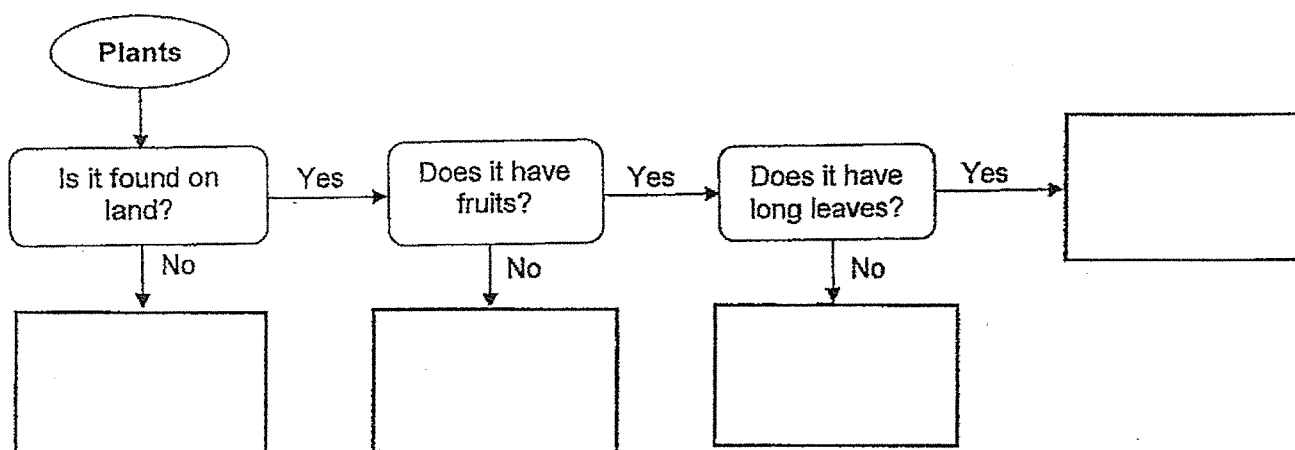 Plants
Is it found on
land?
Yes
Does it have
fruits?
Yes
Does it have
long leaves?
Yes
No
No
No